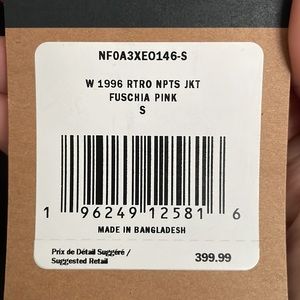 NF0A3XEO146-S
W 1996 RTRO NPTS JKT
FUSCHIA PINK
S
1 96249 12581 6
MADE IN BANGLADESH
Prix de Détail Suggéré /
Suggested Retail 399.99